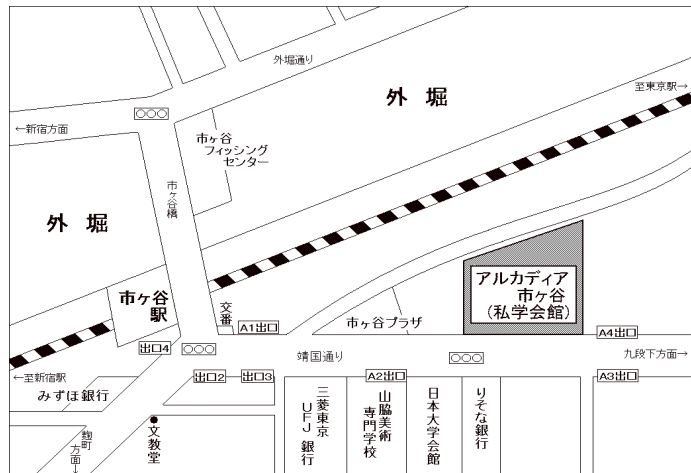 外堀通り
外 堀
至東京駅→
←新宿方面
市ヶ谷
フィッシング
センター
市ヶ谷橋
外 堀
アルカディア
市ヶ谷
(私学会館)
市ヶ谷
駅
交番
A1出口
市ヶ谷プラザ
A4出口
出口4
靖国通り
九段下方面→
←至新宿駅
出口2
出口3
A2出口
A3出口
みずほ銀行
麹町
方面→
文教堂
三菱東京
UFJ銀行
山脇美術
専門学校
日本大学会館
りそな銀行